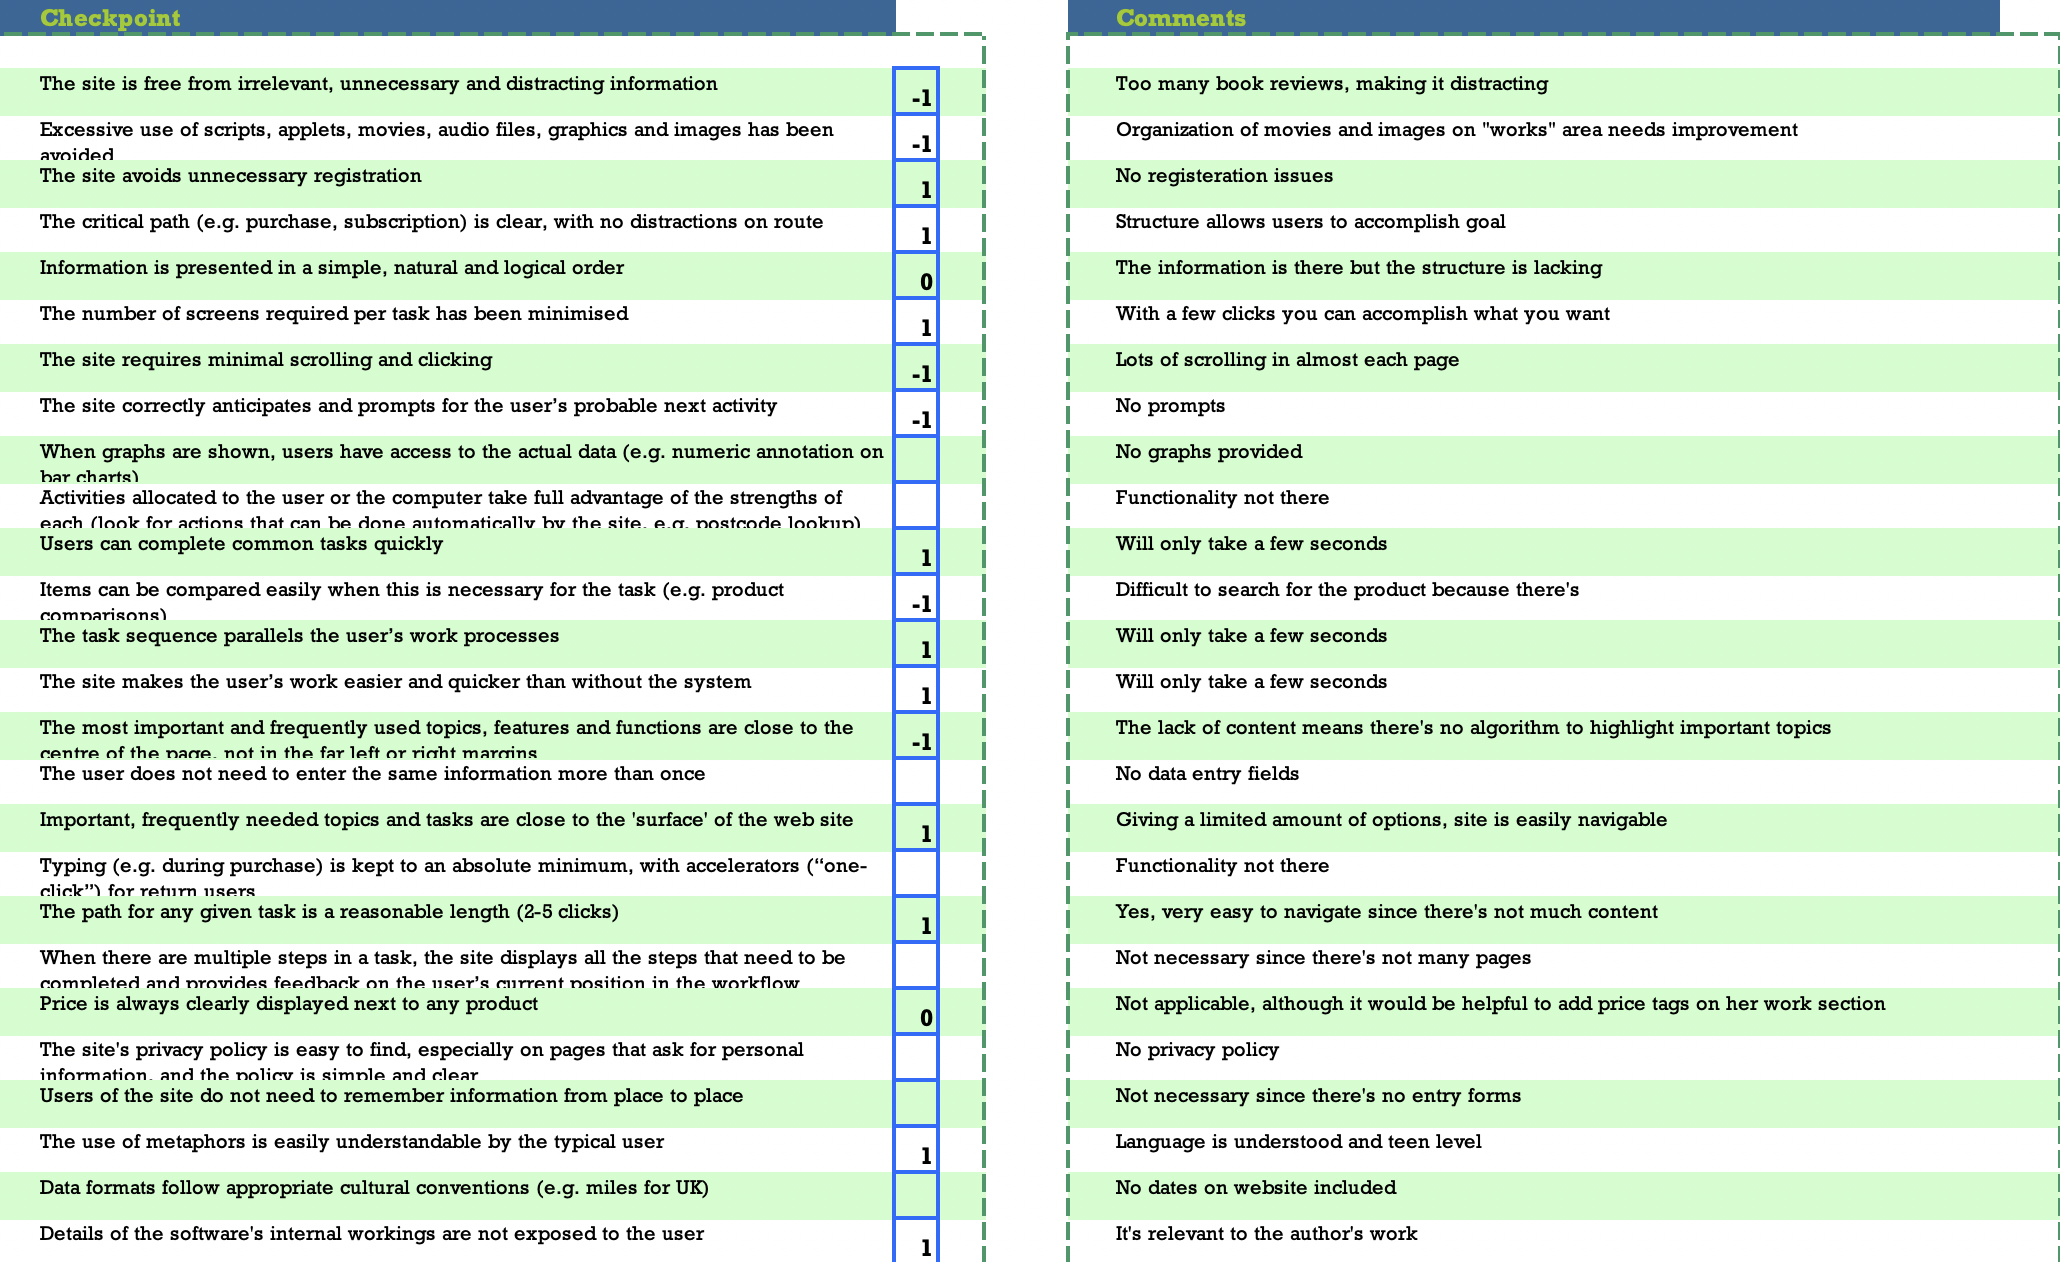 Checkpoint Comments
The site is free from irrelevant, unnecessary and distracting information -1 Too many book reviews, making it distracting
Excessive use of scripts, applets, movies, audio files, graphics and images has been -1 Organization of movies and images on "works" area needs improvement
avoided
The site avoids unnecessary registration 1 No registeration issues
The critical path (e.g. purchase, subscription) is clear, with no distractions on route 1 Structure allows users to accomplish goal
Information is presented in a simple, natural and logical order 0 The information is there but the structure is lacking
The number of screens required per task has been minimised 1 With a few clicks you can accomplish what you want
The site requires minimal scrolling and clicking -1 Lots of scrolling in almost each page
The site correctly anticipates and prompts for the user’s probable next activity -1 No prompts
When graphs are shown, users have access to the actual data (e.g. numeric annotation on No graphs provided
bar charts)
Activities allocated to the user or the computer take full advantage of the strengths of Functionality not there
each (look for actions that can be done automatically by the site, e.g. postcode lookup)
Users can complete common tasks quickly 1 Will only take a few seconds
Items can be compared easily when this is necessary for the task (e.g. product -1 Difficult to search for the product because there's
comparisons)
The task sequence parallels the user’s work processes 1 Will only take a few seconds
The site makes the user’s work easier and quicker than without the system 1 Will only take a few seconds
The most important and frequently used topics, features and functions are close to the -1 The lack of content means there's no algorithm to highlight important topics
centre of the page, not in the far left or right margins
The user does not need to enter the same information more than once No data entry fields
Important, frequently needed topics and tasks are close to the 'surface' of the web site 1 Giving a limited amount of options, site is easily navigable
Typing (e.g. during purchase) is kept to an absolute minimum, with accelerators (“one- Functionality not there
click”) for return users
The path for any given task is a reasonable length (2-5 clicks) 1 Yes, very easy to navigate since there's not much content
When there are multiple steps in a task, the site displays all the steps that need to be Not necessary since there's not many pages
completed and provides feedback on the user’s current position in the workflow
Price is always clearly displayed next to any product 0 Not applicable, although it would be helpful to add price tags on her work section
The site's privacy policy is easy to find, especially on pages that ask for personal No privacy policy
information, and the policy is simple and clear
Users of the site do not need to remember information from place to place Not necessary since there's no entry forms
The use of metaphors is easily understandable by the typical user 1 Language is understood and teen level
Data formats follow appropriate cultural conventions (e.g. miles for UK) No dates on website included
Details of the software's internal workings are not exposed to the user 1 It's relevant to the author's work